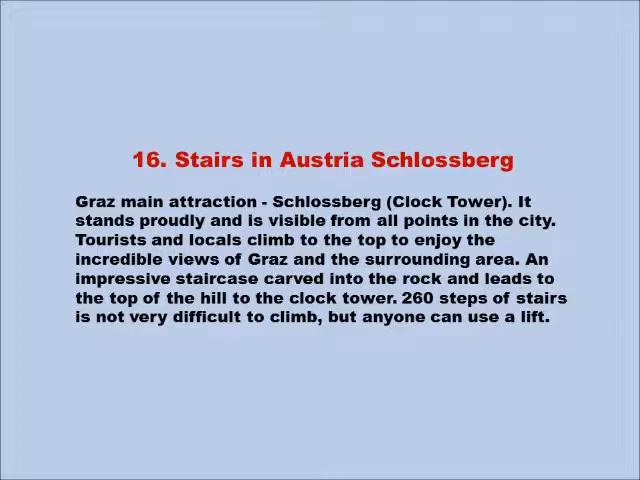 16. Stairs in Austria Schlossberg
Graz main attraction - Schlossberg (Clock Tower). It
stands proudly and is visible from all points in the city.
Tourists and locals climb to the top to enjoy the
incredible views of Graz and the surrounding area. An
impressive staircase carved into the rock and leads to
the top of the hill to the clock tower. 260 steps of stairs
is not very difficult to climb, but anyone can use a lift.